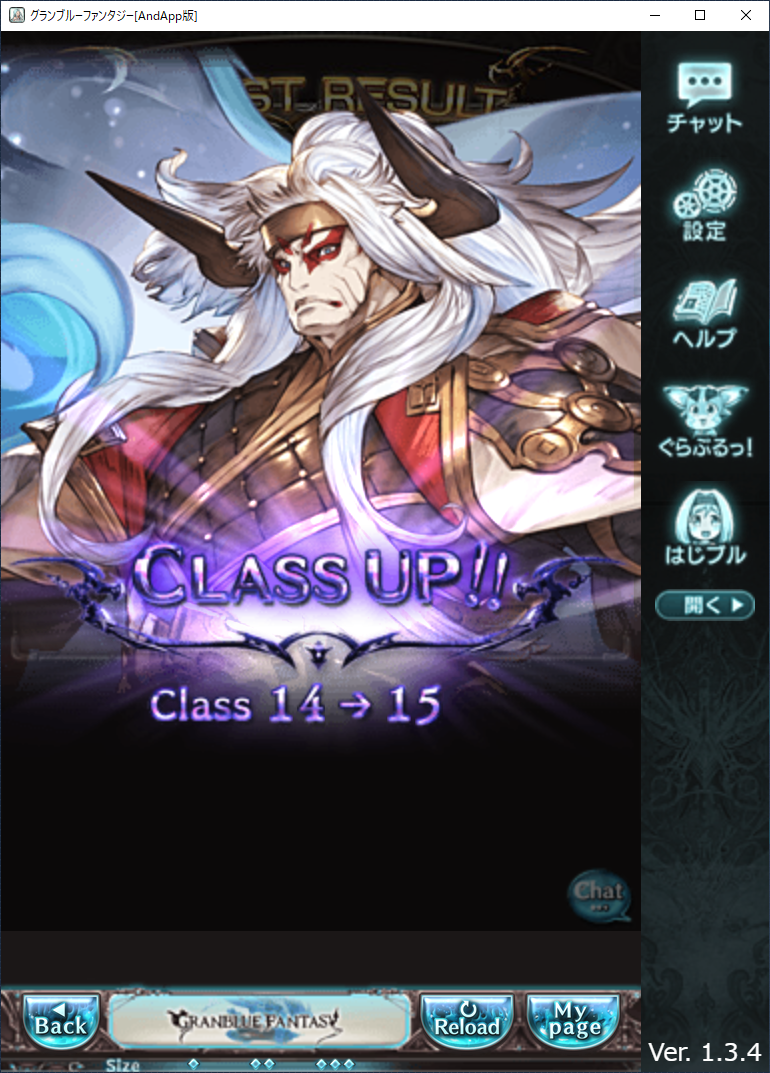 グランブルーファンタジー[AndApp版]
ST RESULT
チャット
設定
ヘルプ
ぐらぶるっ!
はじブル
開く ▶
CLASS UP!!
Class 14 → 15
Chat
Back
GRANBLUE FANTASY
Reload
My page
Size
Ver. 1.3.4